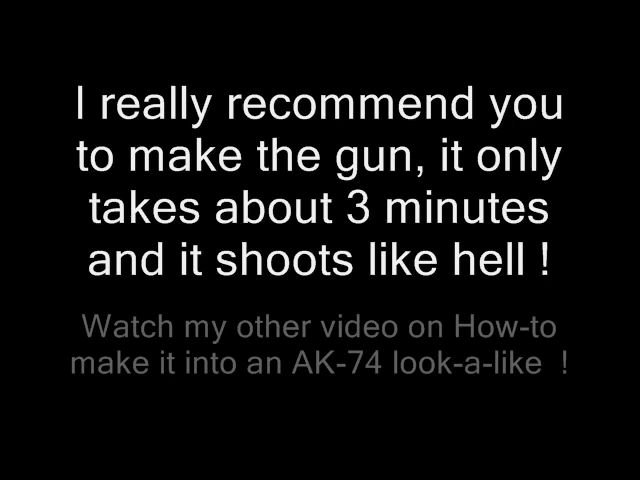 I really recommend you
to make the gun, it only
takes about 3 minutes
and it shoots like hell !
Watch my other video on How-to
make it into an AK-74 look-a-like  !